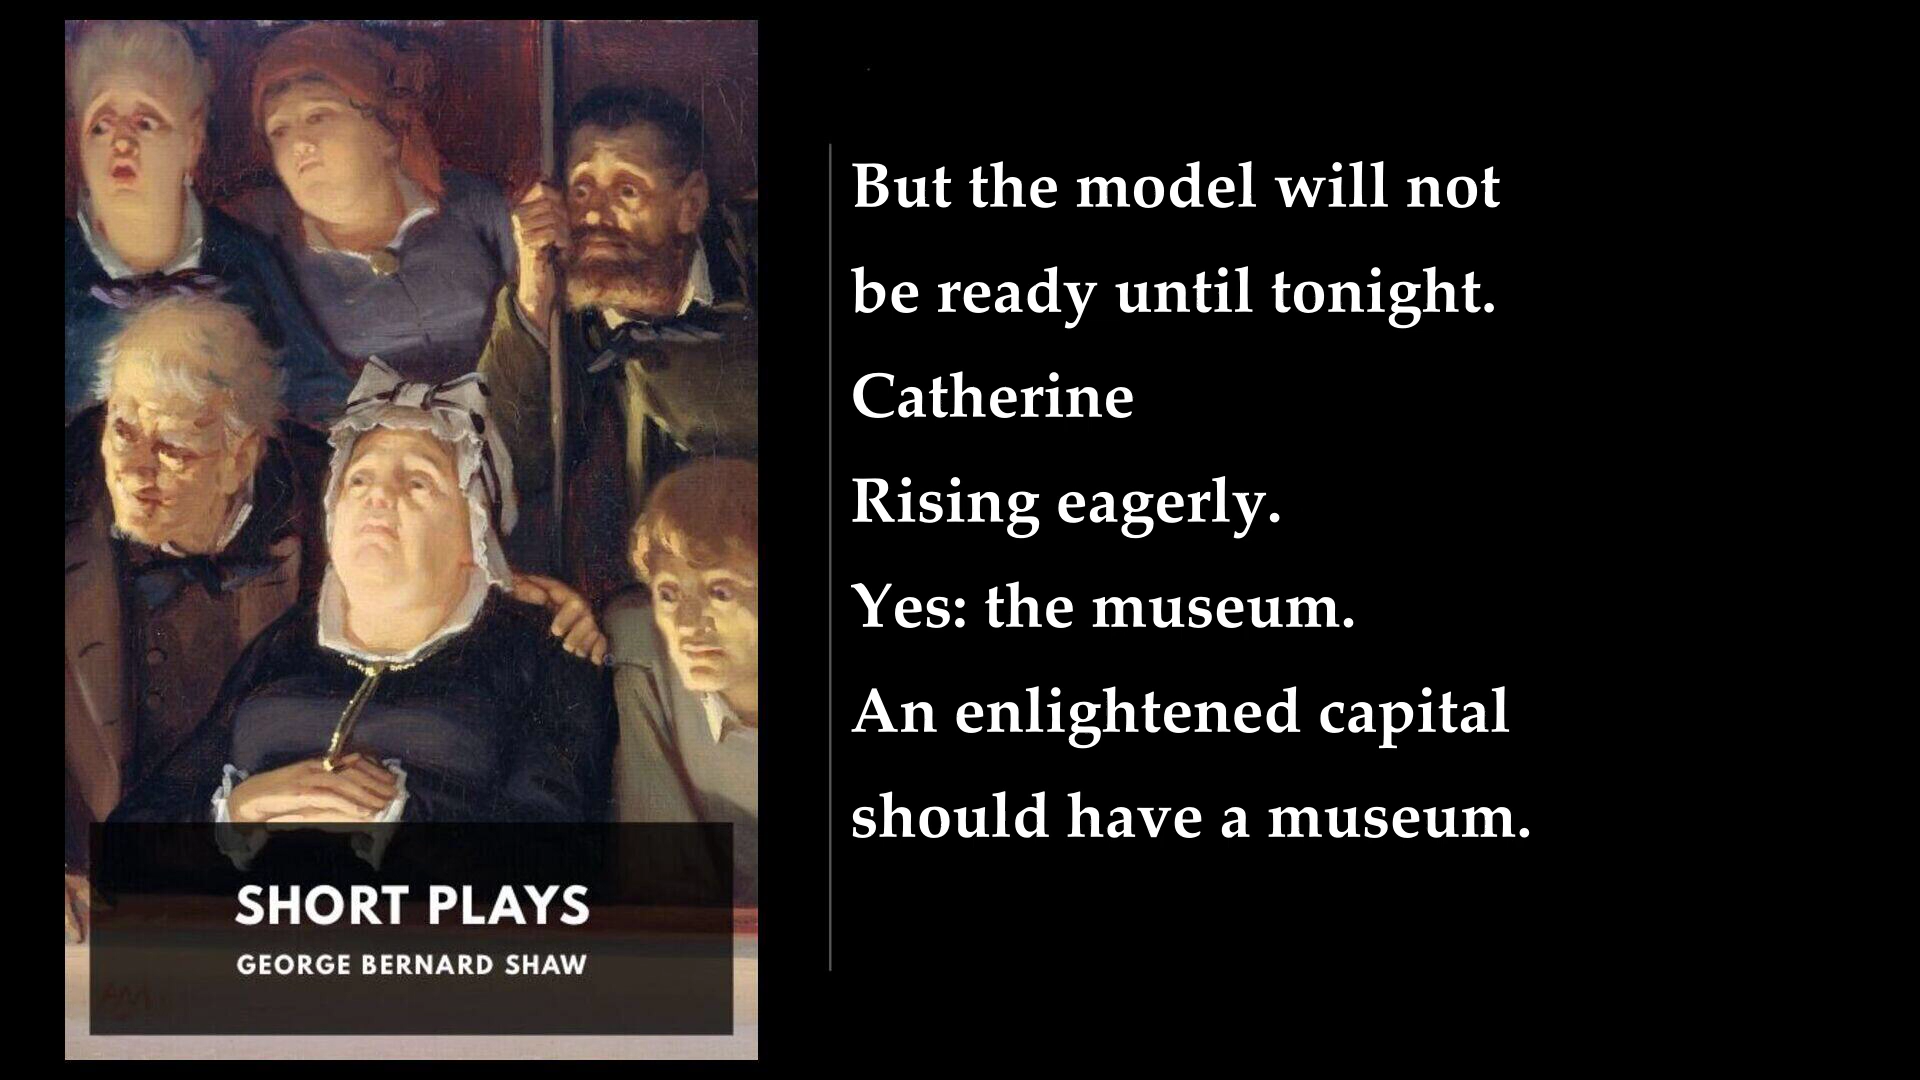 But the model will not
be ready until tonight.
Catherine
Rising eagerly.
Yes: the museum.
An enlightened capital
should have a museum.
SHORT PLAYS
GEORGE BERNARD SHAW